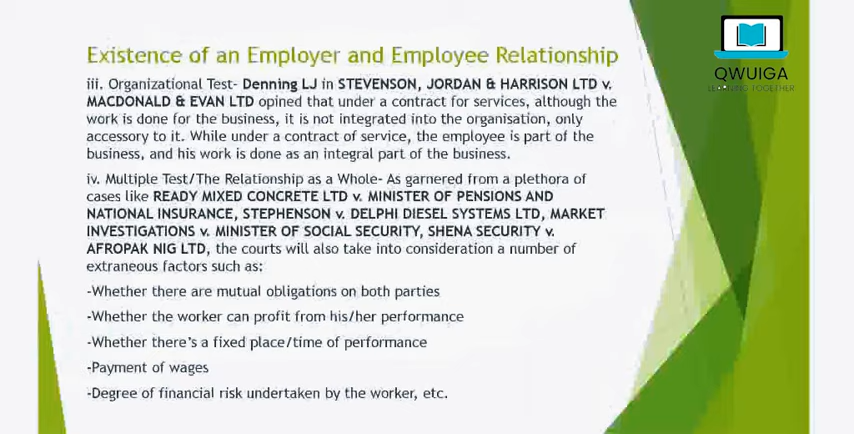 QWUIGA
LEARNING TOGETHER
Existence of an Employer and Employee Relationship
iii. Organizational Test- Denning LJ in STEVENSON, JORDAN & HARRISON LTD v.
MACDONALD & EVAN LTD opined that under a contract for services, although the
work is done for the business, it is not integrated into the organisation, only
accessory to it. While under a contract of service, the employee is part of the
business, and his work is done as an integral part of the business.
iv. Multiple Test/The Relationship as a Whole- As garnered from a plethora of
cases like READY MIXED CONCRETE LTD v. MINISTER OF PENSIONS AND
NATIONAL INSURANCE, STEPHENSON v. DELPHI DIESEL SYSTEMS LTD, MARKET
INVESTIGATIONS v. MINISTER OF SOCIAL SECURITY, SHENA SECURITY v.
AFROPAK NIG LTD, the courts will also take into consideration a number of
extraneous factors such as:
-Whether there are mutual obligations on both parties
-Whether the worker can profit from his/her performance
-Whether there's a fixed place/time of performance
-Payment of wages
-Degree of financial risk undertaken by the worker, etc.